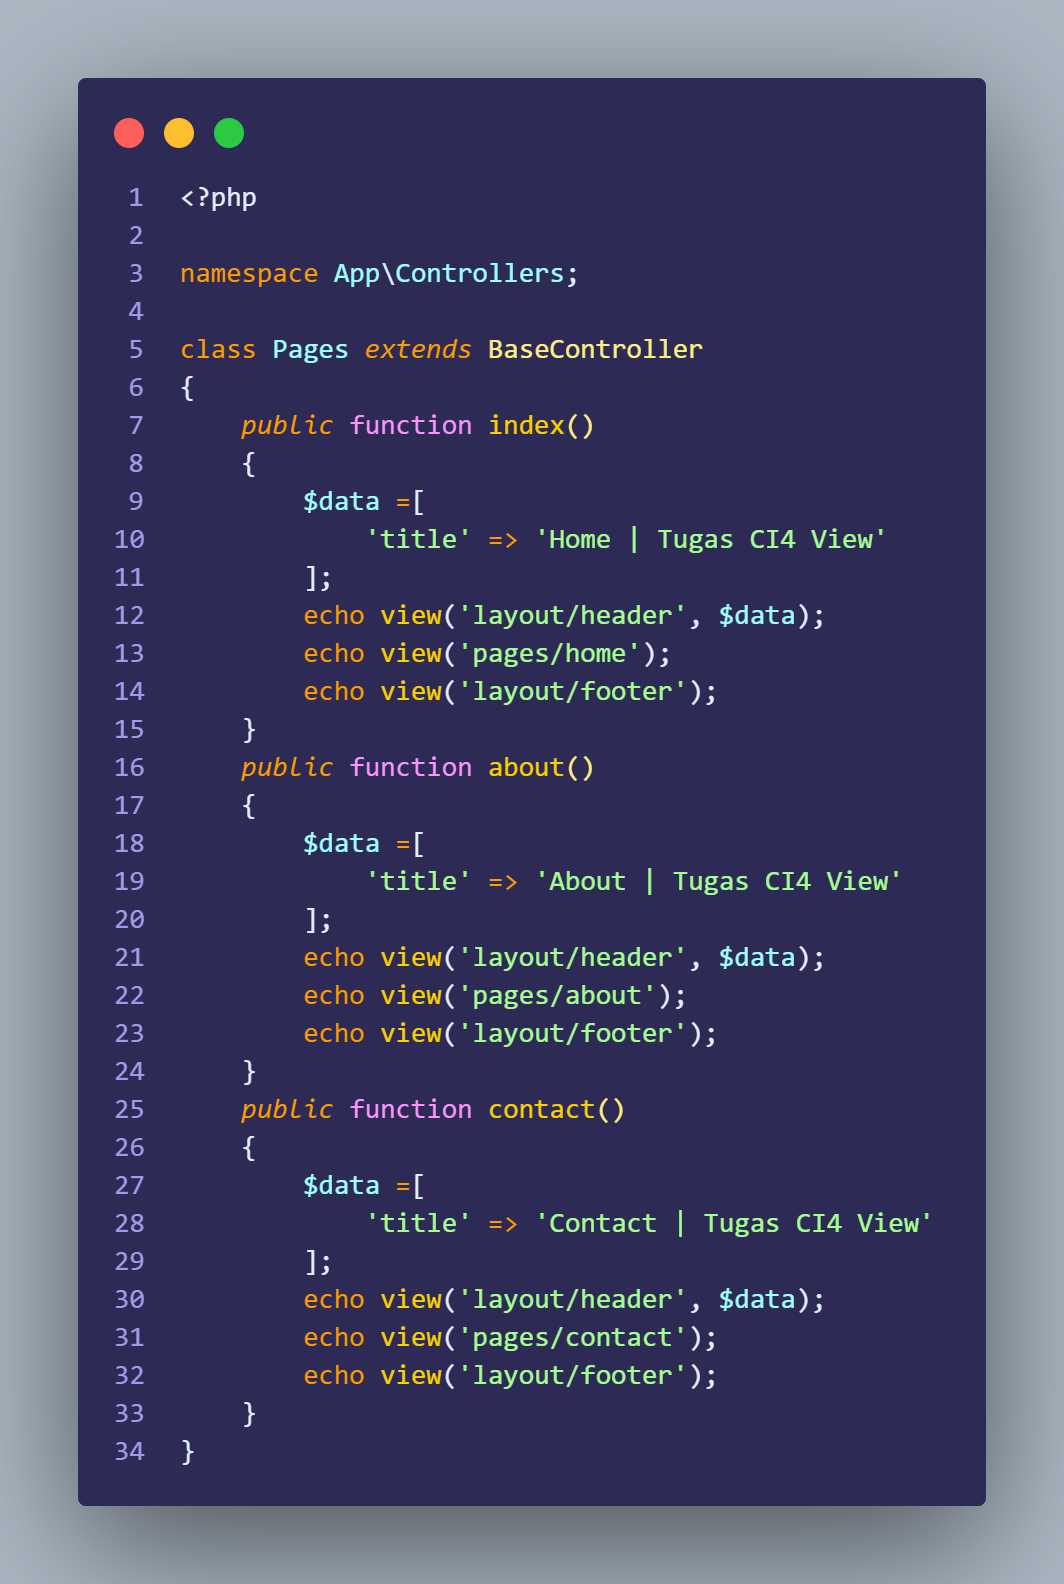 1 <?php
2
3 namespace App\Controllers;
4
5 class Pages extends BaseController
6 {
7     public function index()
8     {
9         $data =[
10             'title' => 'Home | Tugas CI4 View'
11         ];
12         echo view('layout/header', $data);
13         echo view('pages/home');
14         echo view('layout/footer');
15     }
16     public function about()
17     {
18         $data =[
19             'title' => 'About | Tugas CI4 View'
20         ];
21         echo view('layout/header', $data);
22         echo view('pages/about');
23         echo view('layout/footer');
24     }
25     public function contact()
26     {
27         $data =[
28             'title' => 'Contact | Tugas CI4 View'
29         ];
30         echo view('layout/header', $data);
31         echo view('pages/contact');
32         echo view('layout/footer');
33     }
34 }